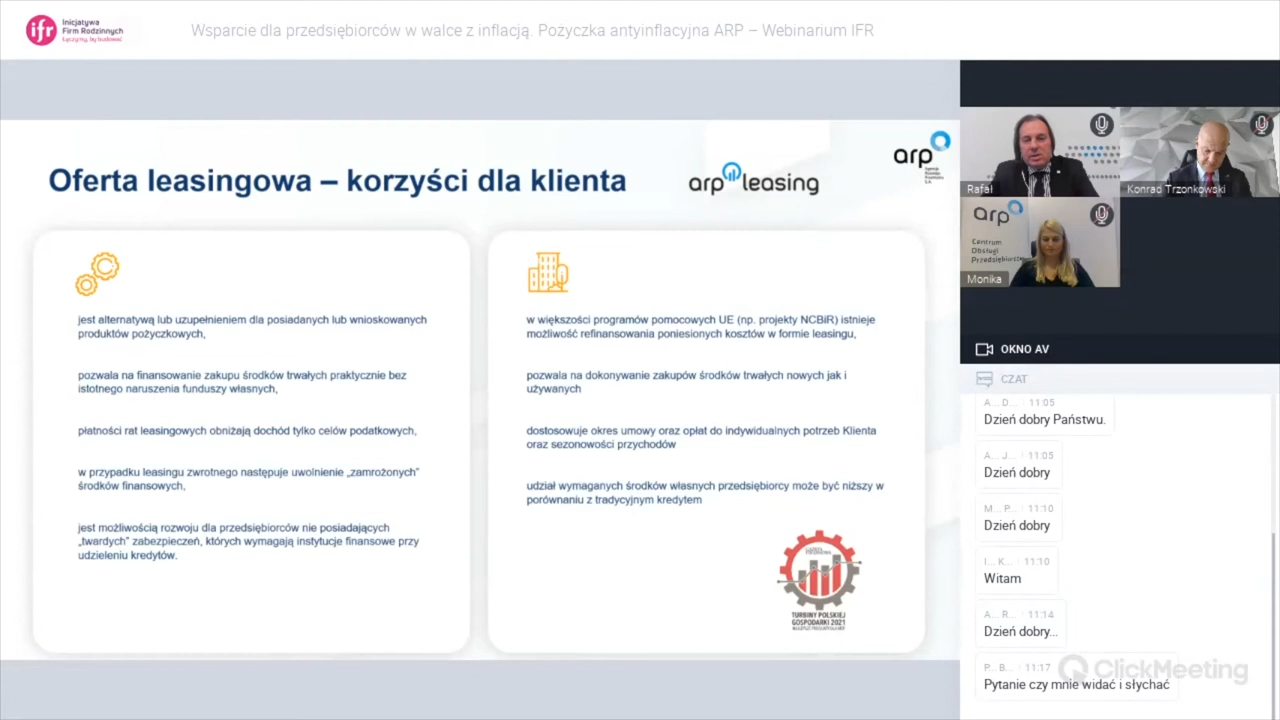 ifr
Inicjatywa
Firm Rodzinnych
Łączymy, by budować
Wsparcie dla przedsiębiorców w walce z inflacją. Pożyczka antyinflacyjna ARP – Webinarium IFR
Oferta leasingowa – korzyści dla klienta
arp leasing
arp
jest alternatywą lub uzupełnieniem dla posiadanych lub wnioskowanych
produktów pożyczkowych,
pozwala na finansowanie zakupu środków trwałych praktycznie bez
istotnego naruszenia funduszy własnych,
płatności rat leasingowych obniżają dochód tylko celów podatkowych,
w przypadku leasingu zwrotnego następuje uwolnienie „zamrożonych”
środków finansowych,
jest możliwością rozwoju dla przedsiębiorców nie posiadających
„twardych” zabezpieczeń, których wymagają instytucje finansowe przy
udzieleniu kredytów.
w większości programów pomocowych UE (np. projekty NCBiR) istnieje
możliwość refinansowania poniesionych kosztów w formie leasingu,
pozwala na dokonywanie zakupów środków trwałych nowych jak i
używanych
dostosowuje okres umowy oraz opłat do indywidualnych potrzeb Klienta
oraz sezonowości przychodów
udział wymaganych środków własnych przedsiębiorcy może być niższy w
porównaniu z tradycyjnym kredytem
TURBINY POLSKIEJ
GOSPODARKI 2021
Rafał
Konrad Trzonkowski
arp
Centrum
Obsługi
Przedsiębiorców
Monika
OKNO AV
CZAT
A... D... 11:05
Dzień dobry Państwu.
A... J... 11:05
Dzień dobry
M... P... 11:10
Dzień dobry
I... K... 11:10
Witam
A... R... 11:14
Dzień dobry...
P... B... 11:17
Pytanie czy mnie widać i słychać
ClickMeeting